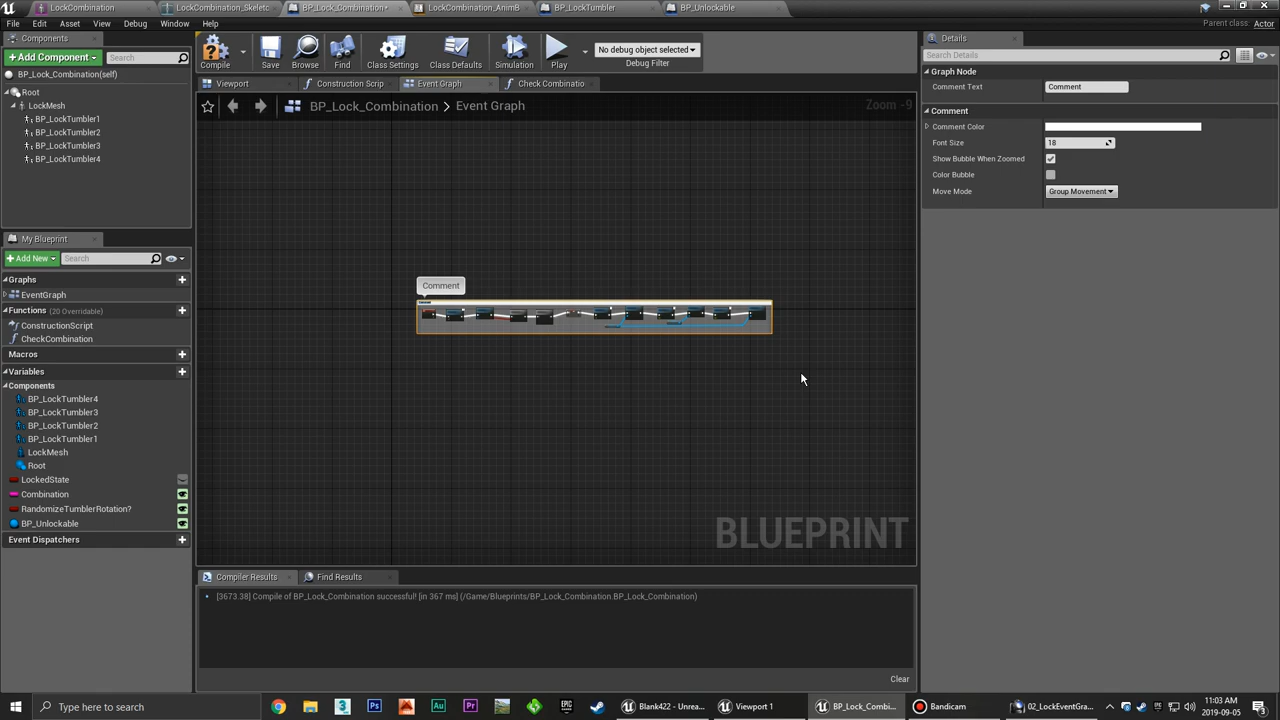 LockCombination
LockCombination_Skeletc
BP_Lock_Combination*
LockCombination_AnimB
BP_LockTumbler
BP_Unlockable
File Edit Asset View Debug Window Help
Parent class: Actor
Components
+Add Component
Search
BP_Lock_Combination(self)
Root
LockMesh
BP_LockTumbler1
BP_LockTumbler2
BP_LockTumbler3
BP_LockTumbler4
Compile
Save
Browse
Find
Class Settings
Class Defaults
Simulation
Play
No debug object selected
Debug Filter
Viewport
Construction Scrip
Event Graph
Check Combinatio
BP_Lock_Combination > Event Graph
Zoom -9
Comment
BLUEPRINT
My Blueprint
+Add New
Search
Graphs
EventGraph
Functions (20 Overridable)
ConstructionScript
CheckCombination
Macros
Variables
Components
BP_LockTumbler4
BP_LockTumbler3
BP_LockTumbler2
BP_LockTumbler1
LockMesh
Root
LockedState
Combination
RandomizeTumblerRotation?
BP_Unlockable
Event Dispatchers
Compiler Results
Find Results
[3673.38] Compile of BP_Lock_Combination successful! [in 367 ms] (/Game/Blueprints/BP_Lock_Combination.BP_Lock_Combination)
Clear
Details
Search Details
Graph Node
Comment Text
Comment
Comment
Comment Color
Font Size
18
Show Bubble When Zoomed
Color Bubble
Move Mode
Group Movement
Type here to search
Blank422 - Unrea...
Viewport 1
BP_Lock_Combi...
Bandicam
02_LockEventGra...
11:03 AM
2019-09-05